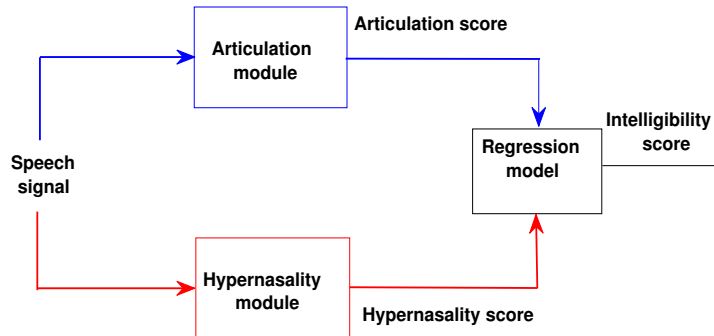 Articulation score
Articulation
module
Intelligibility
score
Regression
model
Speech
signal
Hypernasality
module
Hypernasality score